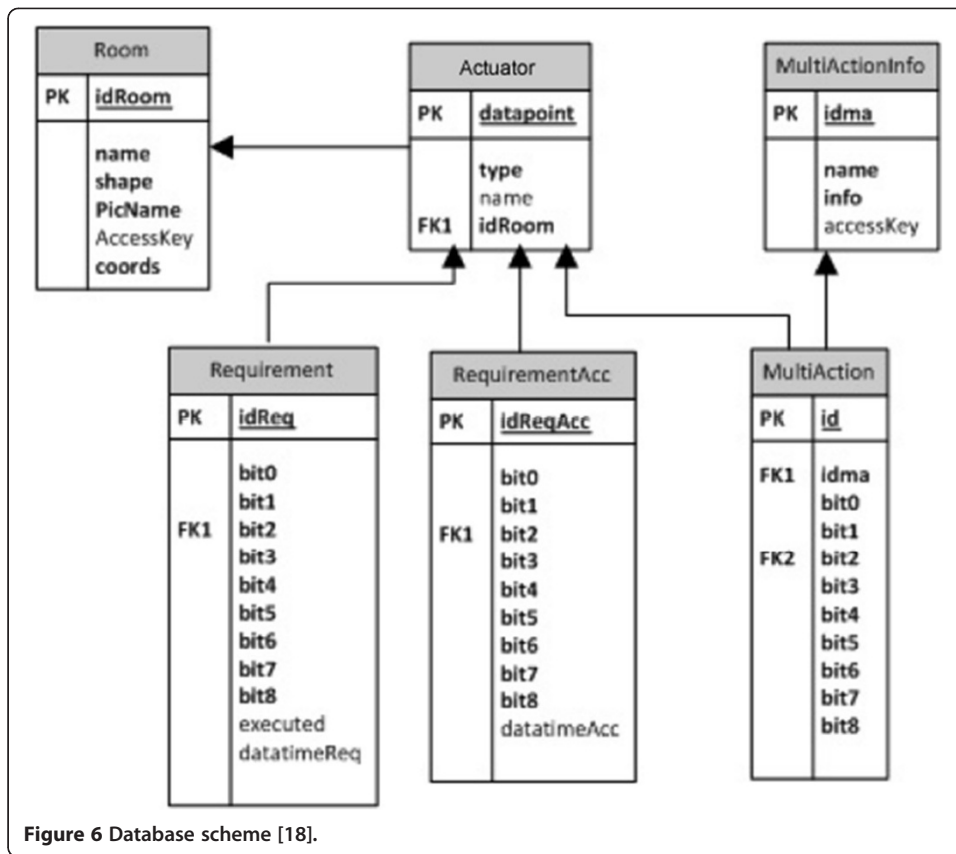 Room
PK idRoom
name
shape
PicName
AccessKey
coords
Actuator
PK datapoint
type
name
FK1 idRoom
MultiActionInfo
PK idma
name
info
accessKey
Requirement
PK idReq
bit0
bit1
FK1 bit2
bit3
bit4
bit5
bit6
bit7
bit8
executed
datatimeReq
RequirementAcc
PK idReqAcc
bit0
bit1
FK1 bit2
bit3
bit4
bit5
bit6
bit7
bit8
datatimeAcc
MultiAction
PK id
FK1 idma
bit0
bit1
FK2 bit2
bit3
bit4
bit5
bit6
bit7
bit8
Figure 6 Database scheme [18].